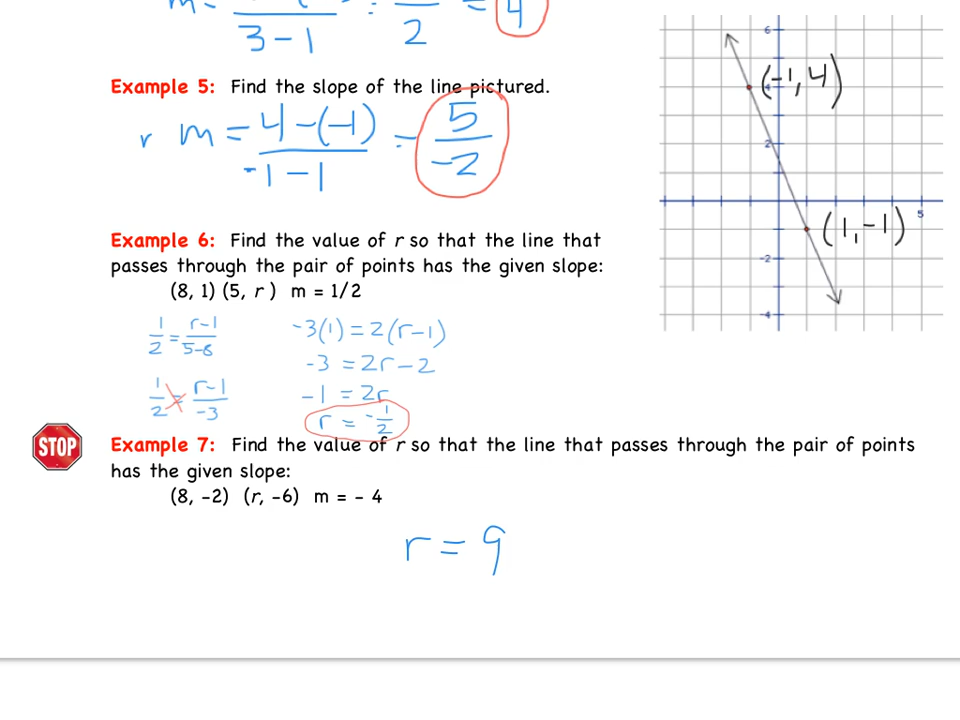 m =
3 - 1
2
= 4
Example 5: Find the slope of the line pictured.
r m = 4 - (-1) / -1 - 1 = 5 / -2
Example 6: Find the value of r so that the line that
passes through the pair of points has the given slope:
(8, 1) (5, r ) m = 1/2
1/2 = r-1 / 5-8
-3(1) = 2(r-1)
-3 = 2r - 2
1/2 = r-1 / -3
-1 = 2r
r = -1/2
STOP
Example 7: Find the value of r so that the line that passes through the pair of points
has the given slope:
(8, -2) (r, -6) m = - 4
r = 9
6
(-1, 4)
4
2
5
(1, -1)
-2
-4